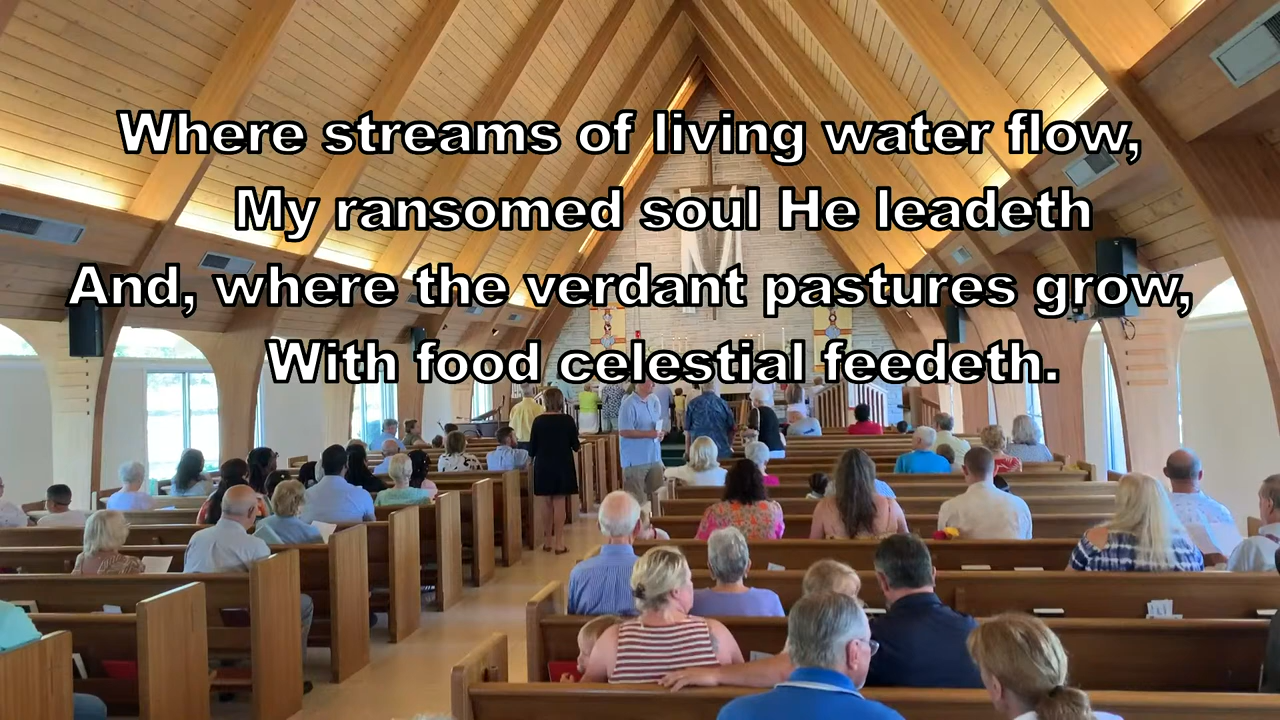 Where streams of living water flow,
My ransomed soul He leadeth
And, where the verdant pastures grow,
With food celestial feedeth.